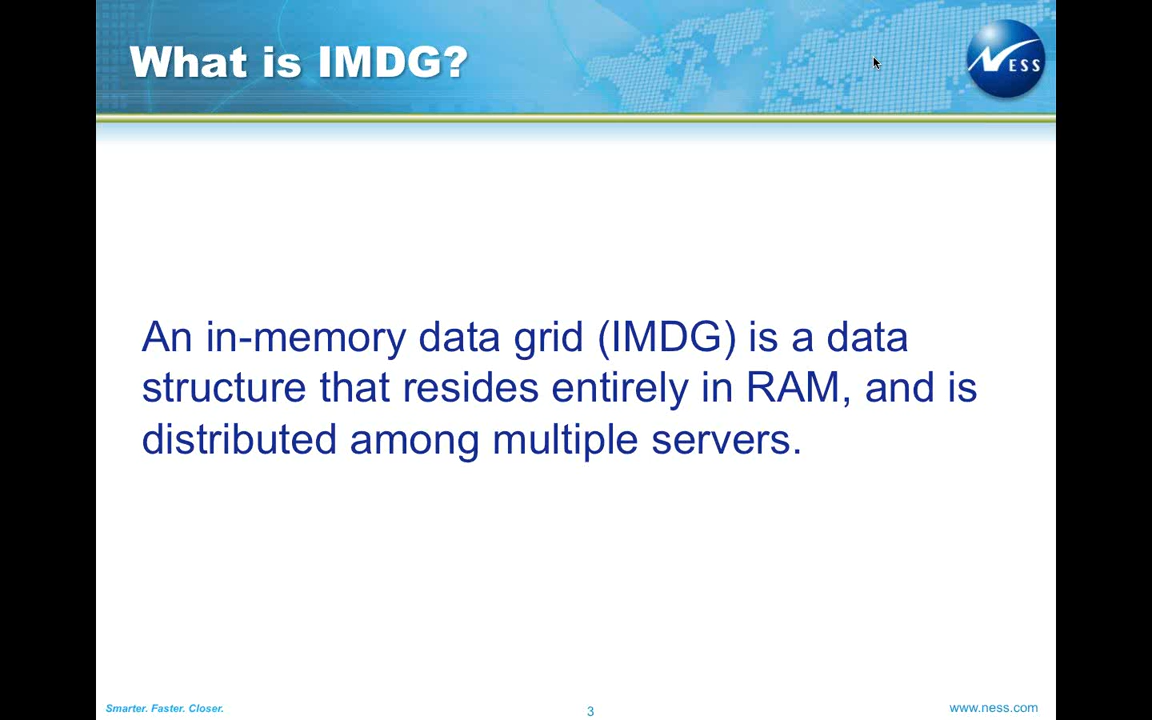 What is IMDG?
NESS
An in-memory data grid (IMDG) is a data
structure that resides entirely in RAM, and is
distributed among multiple servers.
Smarter. Faster. Closer.
3
www.ness.com